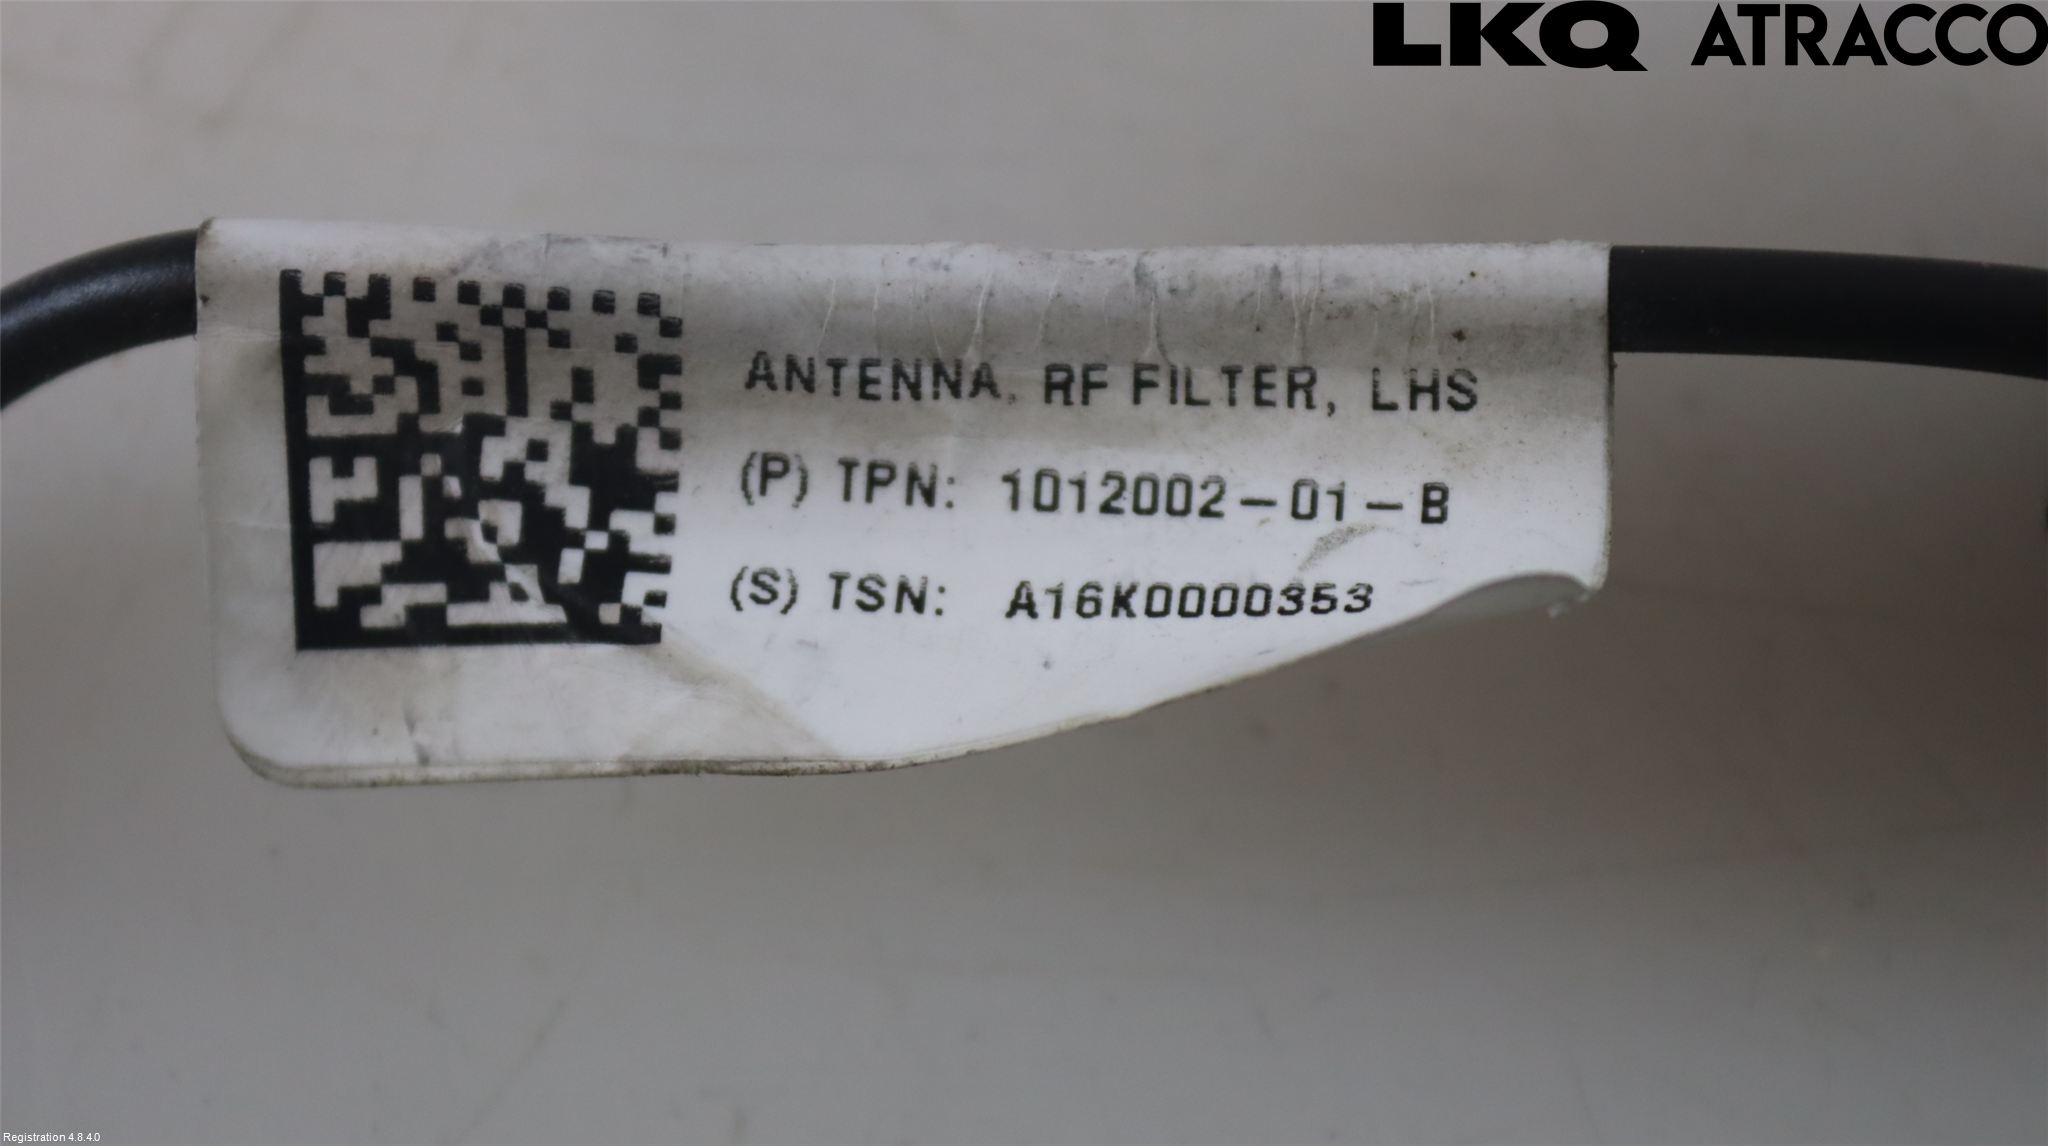 LKQ ATRACCO
ANTENNA, RF FILTER, LHS
(P) TPN: 1012002-01-B
(S) TSN: A16K0000353
Registration 4.8.4.0